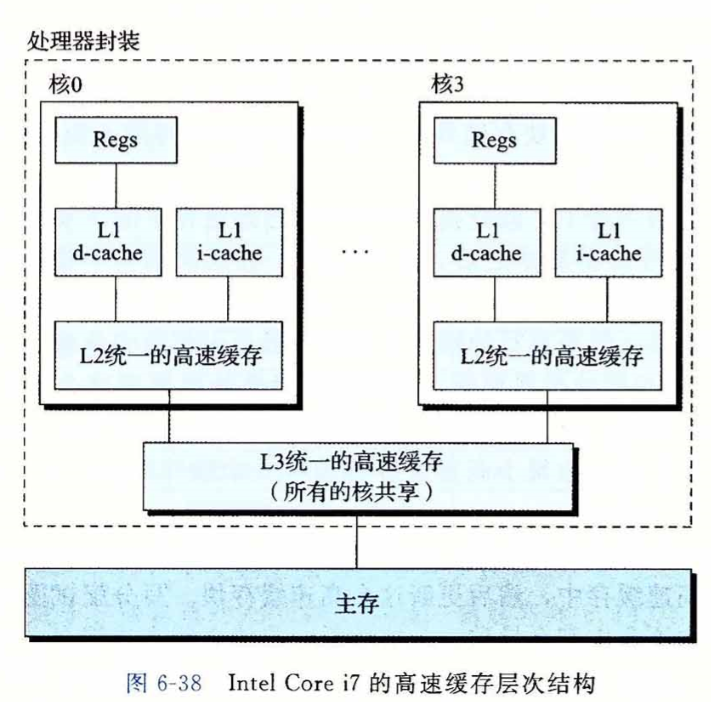 处理器封装
核0
核3
Regs
Regs
L1
d-cache
L1
i-cache
...
L1
d-cache
L1
i-cache
L2统一的高速缓存
L2统一的高速缓存
L3统一的高速缓存
(所有的核共享)
主存
图 6-38 Intel Core i7 的高速缓存层次结构